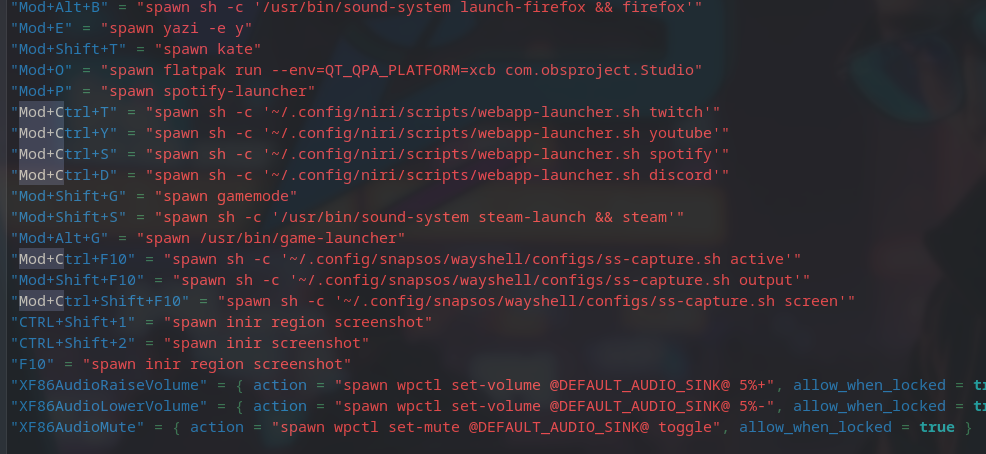 "Mod+Alt+B" = "spawn sh -c '/usr/bin/sound-system launch-firefox && firefox'"
"Mod+E" = "spawn yazi -e y"
"Mod+Shift+T" = "spawn kate"
"Mod+O" = "spawn flatpak run --env=QT_QPA_PLATFORM=xcb com.obsproject.Studio"
"Mod+P" = "spawn spotify-launcher"
"Mod+Ctrl+T" = "spawn sh -c '~/.config/niri/scripts/webapp-launcher.sh twitch'"
"Mod+Ctrl+Y" = "spawn sh -c '~/.config/niri/scripts/webapp-launcher.sh youtube'"
"Mod+Ctrl+S" = "spawn sh -c '~/.config/niri/scripts/webapp-launcher.sh spotify'"
"Mod+Ctrl+D" = "spawn sh -c '~/.config/niri/scripts/webapp-launcher.sh discord'"
"Mod+Shift+G" = "spawn gamemode"
"Mod+Shift+S" = "spawn sh -c '/usr/bin/sound-system steam-launch && steam'"
"Mod+Alt+G" = "spawn /usr/bin/game-launcher"
"Mod+Ctrl+F10" = "spawn sh -c '~/.config/snapsos/wayshell/configs/ss-capture.sh active'"
"Mod+Shift+F10" = "spawn sh -c '~/.config/snapsos/wayshell/configs/ss-capture.sh output'"
"Mod+Ctrl+Shift+F10" = "spawn sh -c '~/.config/snapsos/wayshell/configs/ss-capture.sh screen'"
"CTRL+Shift+1" = "spawn inir region screenshot"
"CTRL+Shift+2" = "spawn inir screenshot"
"F10" = "spawn inir region screenshot"
"XF86AudioRaiseVolume" = { action = "spawn wpctl set-volume @DEFAULT_AUDIO_SINK@ 5%+", allow_when_locked =
"XF86AudioLowerVolume" = { action = "spawn wpctl set-volume @DEFAULT_AUDIO_SINK@ 5%-", allow_when_locked =
"XF86AudioMute" = { action = "spawn wpctl set-mute @DEFAULT_AUDIO_SINK@ toggle", allow_when_locked = true }